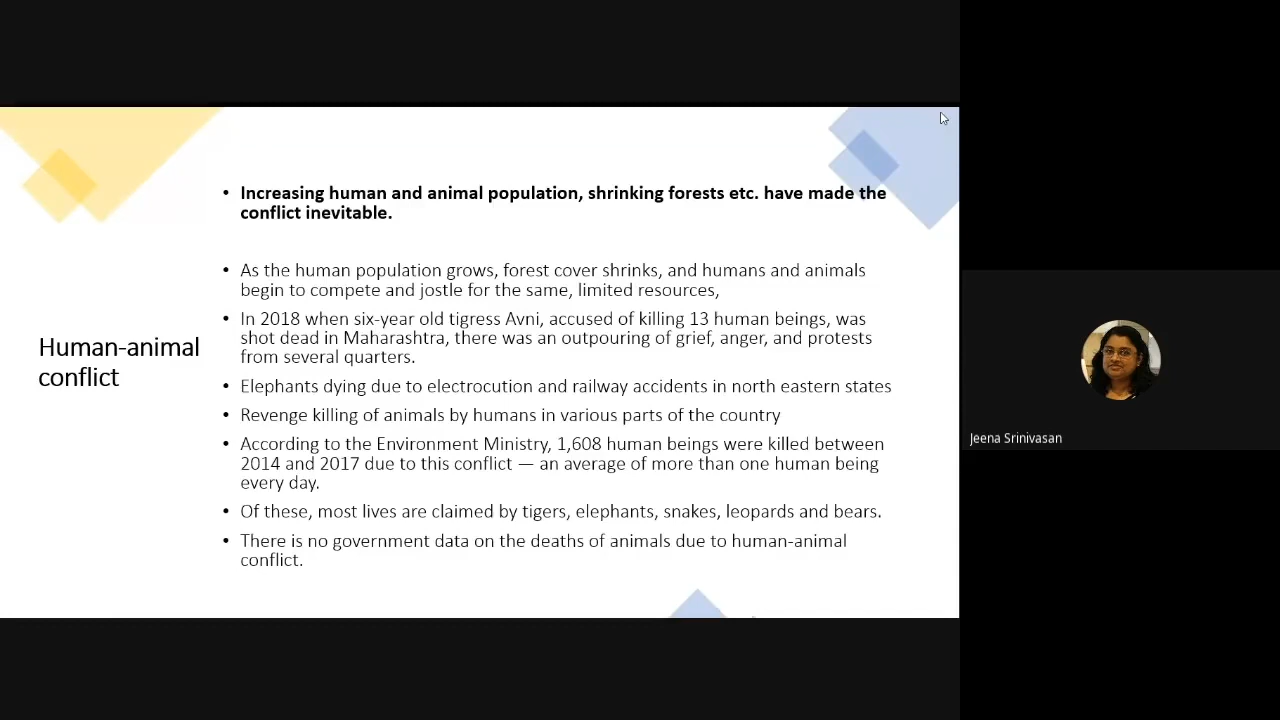 Human-animal
conflict
• Increasing human and animal population, shrinking forests etc. have made the
conflict inevitable.
• As the human population grows, forest cover shrinks, and humans and animals
begin to compete and jostle for the same, limited resources,
• In 2018 when six-year old tigress Avni, accused of killing 13 human beings, was
shot dead in Maharashtra, there was an outpouring of grief, anger, and protests
from several quarters.
• Elephants dying due to electrocution and railway accidents in north eastern states
• Revenge killing of animals by humans in various parts of the country
• According to the Environment Ministry, 1,608 human beings were killed between
2014 and 2017 due to this conflict — an average of more than one human being
every day.
• Of these, most lives are claimed by tigers, elephants, snakes, leopards and bears.
• There is no government data on the deaths of animals due to human-animal
conflict.
Jeena Srinivasan